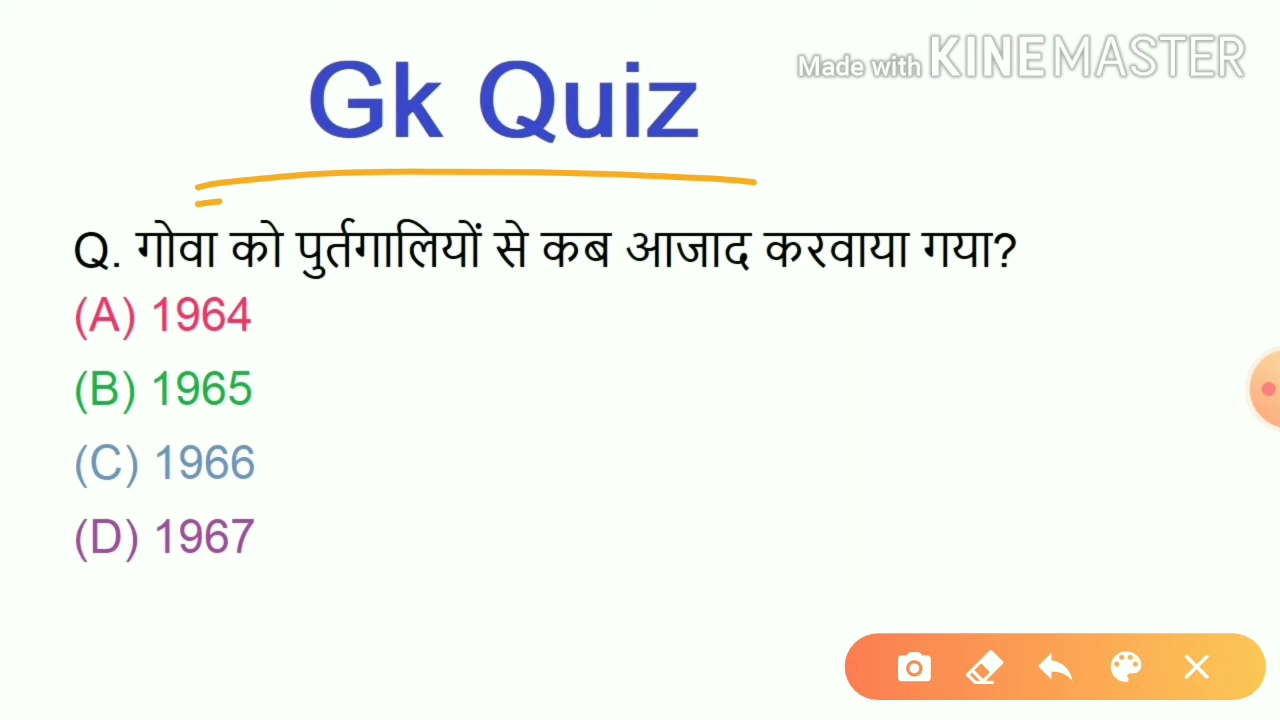 Made with KINEMASTER
Gk Quiz
Q. गोवा को पुर्तगालियों से कब आजाद करवाया गया?
(A) 1964
(B) 1965
(C) 1966
(D) 1967